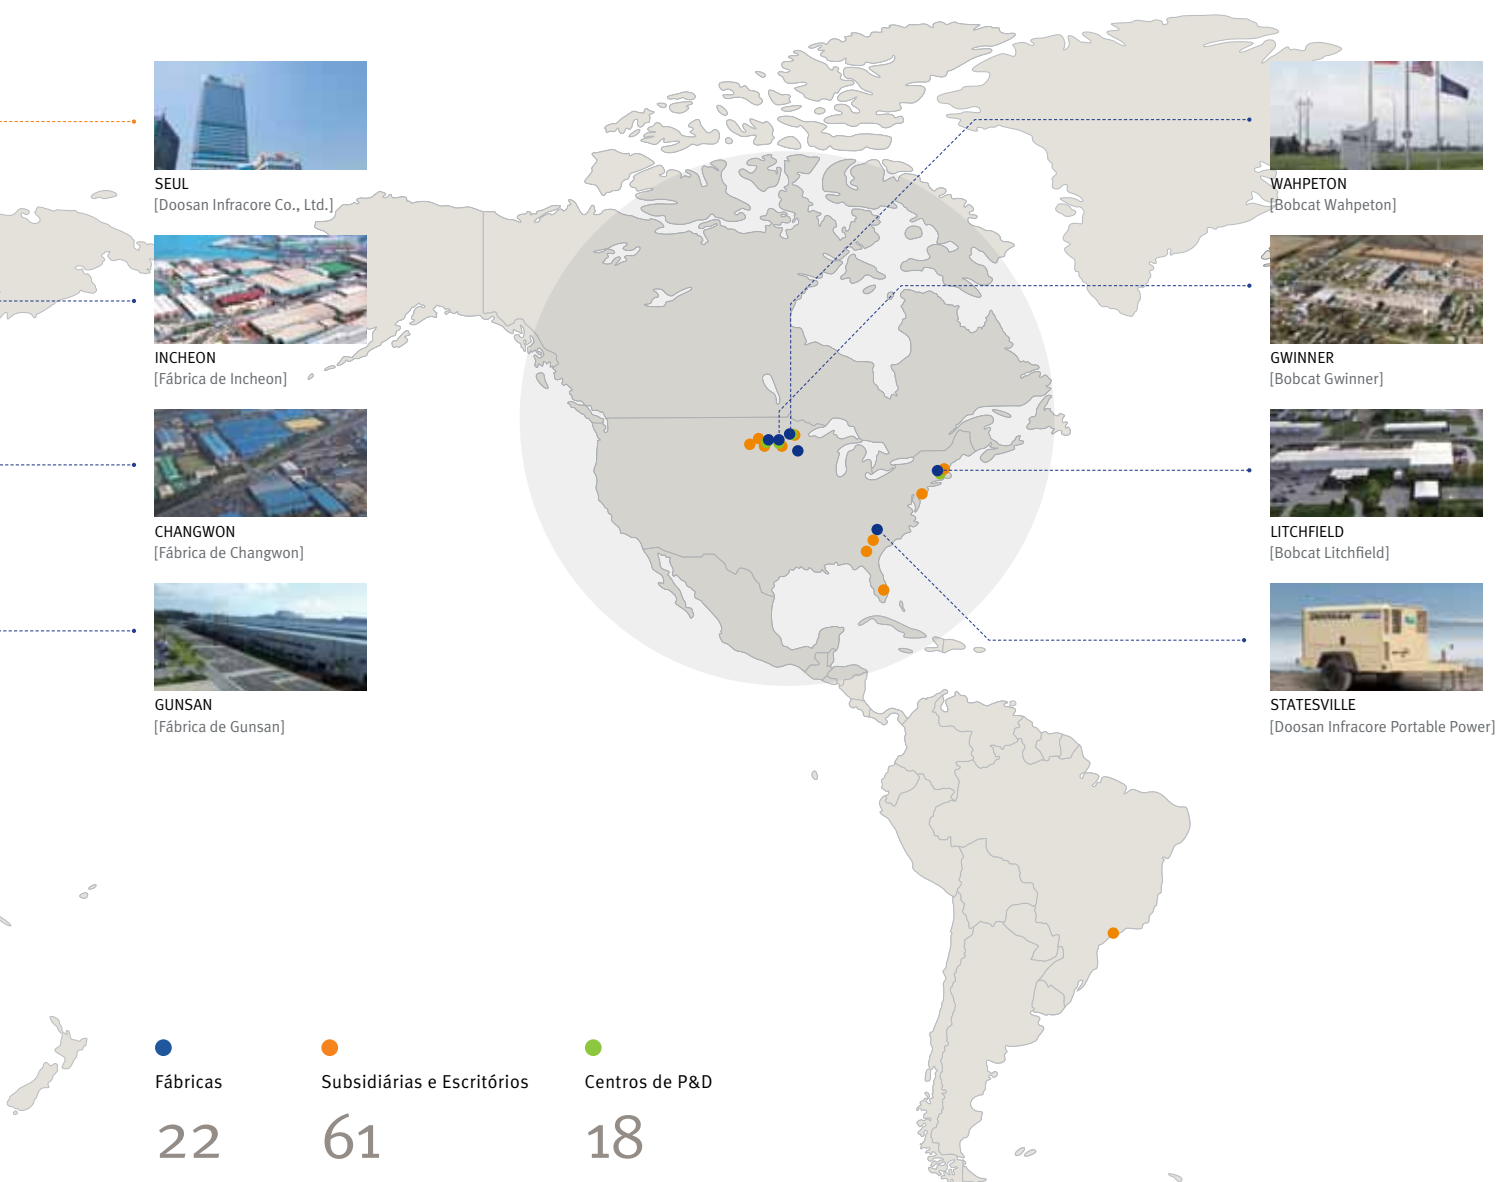 SEUL
[Doosan Infracore Co., Ltd.]
INCHEON
[Fábrica de Incheon]
CHANGWON
[Fábrica de Changwon]
GUNSAN
[Fábrica de Gunsan]
WAHPETON
[Bobcat Wahpeton]
GWINNER
[Bobcat Gwinner]
LITCHFIELD
[Bobcat Litchfield]
DOOSAN
STATESVILLE
[Doosan Infracore Portable Power]
Fábricas
22
Subsidiárias e Escritórios
61
Centros de P&D
18